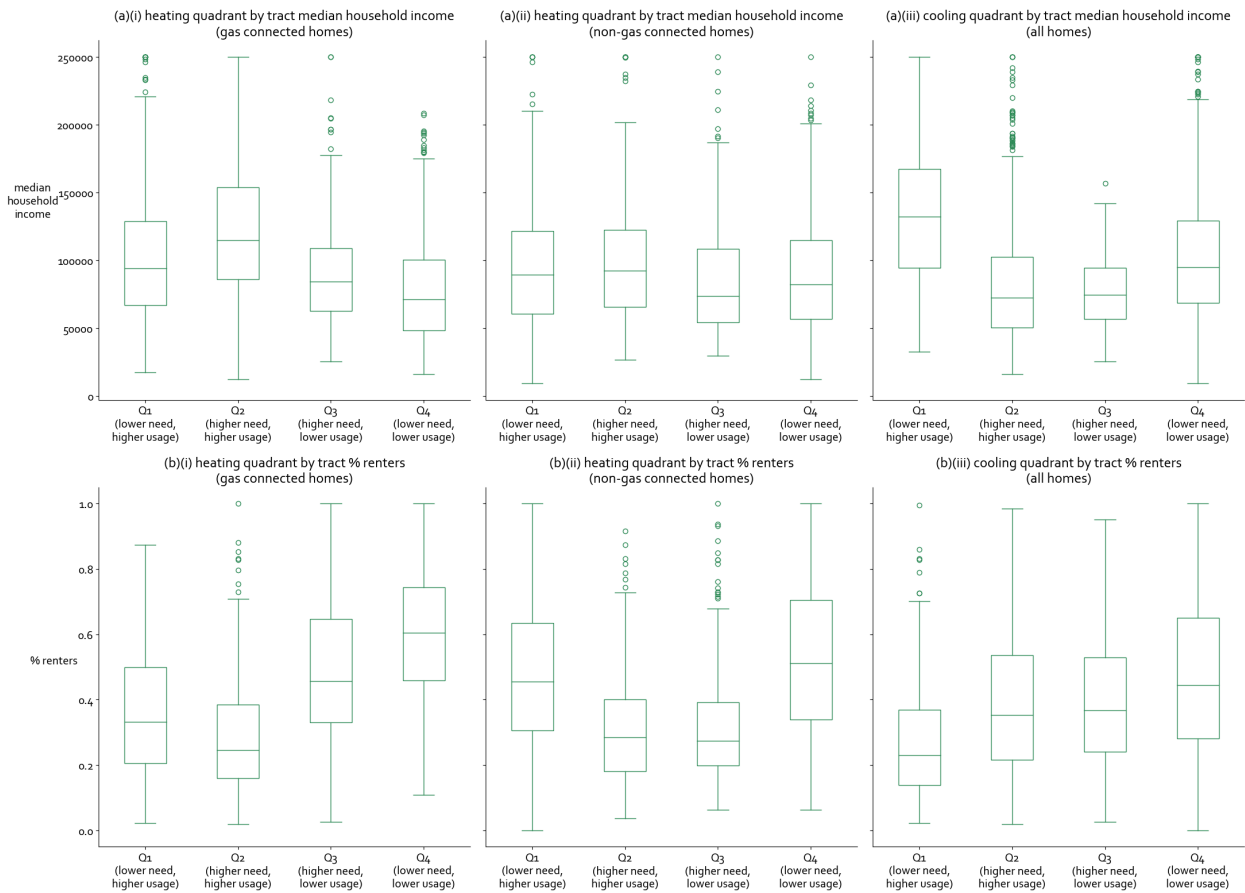 (a)(i) heating quadrant by tract median household income
(gas connected homes)
(a)(ii) heating quadrant by tract median household income
(non-gas connected homes)
(a)(iii) cooling quadrant by tract median household income
(all homes)
250000
200000
150000
100000
50000
0
median
household
income
Q1
(lower need,
higher usage)
Q2
(higher need,
higher usage)
Q3
(higher need,
lower usage)
Q4
(lower need,
lower usage)
Q1
(lower need,
higher usage)
Q2
(higher need,
higher usage)
Q3
(higher need,
lower usage)
Q4
(lower need,
lower usage)
Q1
(lower need,
higher usage)
Q2
(higher need,
higher usage)
Q3
(higher need,
lower usage)
Q4
(lower need,
lower usage)
(b)(i) heating quadrant by tract % renters
(gas connected homes)
(b)(ii) heating quadrant by tract % renters
(non-gas connected homes)
(b)(iii) cooling quadrant by tract % renters
(all homes)
1.0
0.8
0.6
0.4
0.2
0.0
% renters
Q1
(lower need,
higher usage)
Q2
(higher need,
higher usage)
Q3
(higher need,
lower usage)
Q4
(lower need,
lower usage)
Q1
(lower need,
higher usage)
Q2
(higher need,
higher usage)
Q3
(higher need,
lower usage)
Q4
(lower need,
lower usage)
Q1
(lower need,
higher usage)
Q2
(higher need,
higher usage)
Q3
(higher need,
lower usage)
Q4
(lower need,
lower usage)